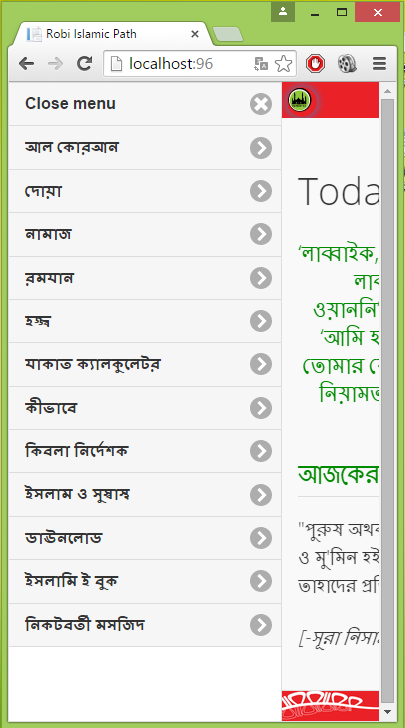 Robi Islamic Path
localhost:96
Close menu
আল কোরআন
দোয়া
নামাজ
রমযান
হজ্ব
যাকাত ক্যালকুলেটর
কীভাবে
কিবলা নির্দেশক
ইসলাম ও সুস্বাস্থ
ডাউনলোড
ইসলামি ই বুক
নিকটবর্তী মসজিদ
Toda
‘লাব্বাইক,
লাব
ওয়াননি
‘আমি হ
তোমার
নিয়ামত
আজকের
"পুরুষ অথব
ও মু'মিন হই
তাহাদের প্রি
[-সূরা নিসা